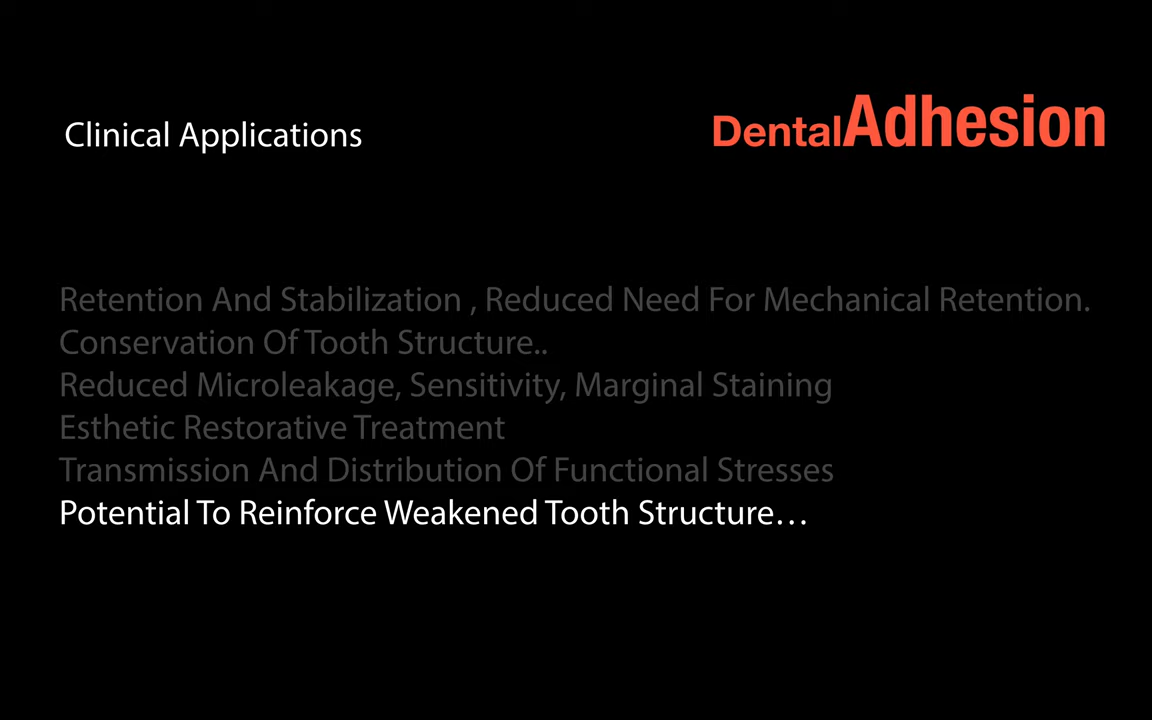 Clinical Applications
DentalAdhesion
Retention And Stabilization , Reduced Need For Mechanical Retention.
Conservation Of Tooth Structure..
Reduced Microleakage, Sensitivity, Marginal Staining
Esthetic Restorative Treatment
Transmission And Distribution Of Functional Stresses
Potential To Reinforce Weakened Tooth Structure…